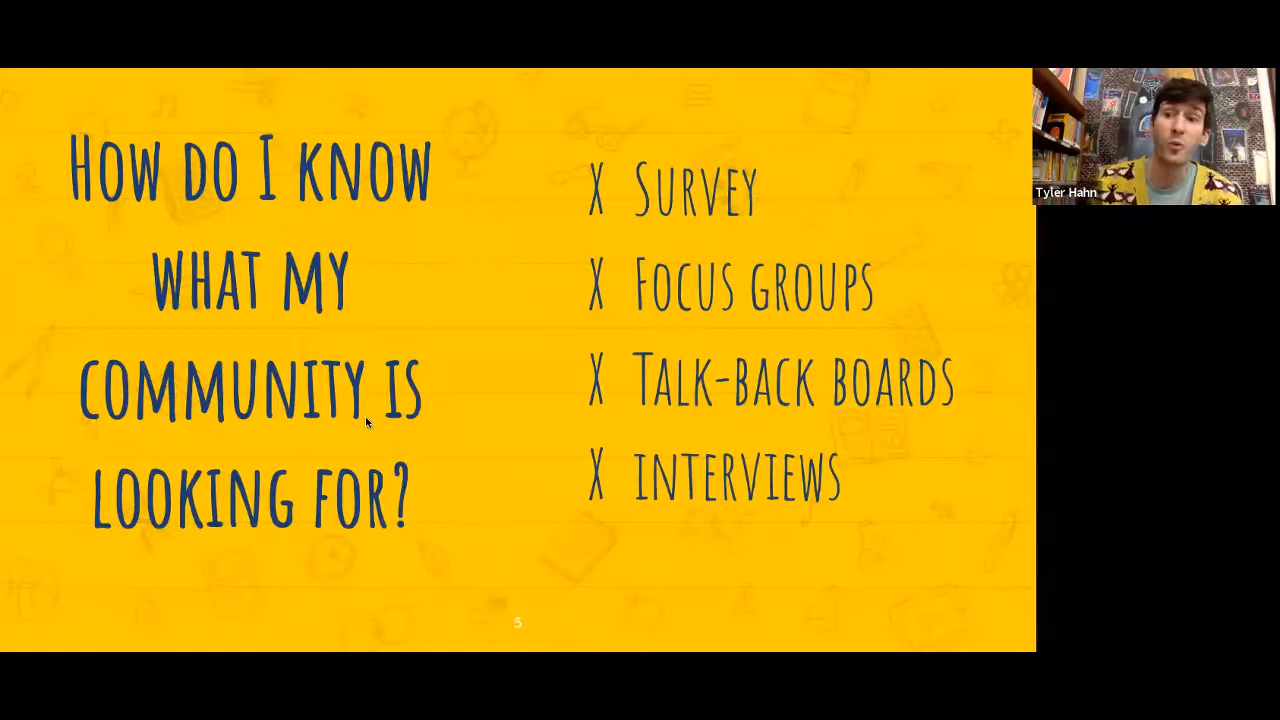 How do I know
what my
community is
looking for?
X Survey
X Focus groups
X Talk-back boards
X interviews
5
Tyler Hahn